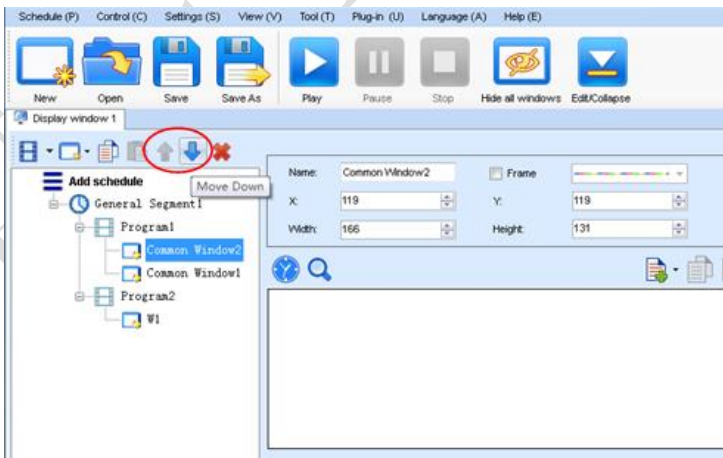 Schedule (P) Control (C) Settings (S) View (V) Tool (T) Plug-in (U) Language (A) Help (E)
New Open Save Save As Play Pause Stop Hide all windows Edit/Collapse
Display window 1
Add schedule
Move Down
General Segment1
Program1
Common Window2
Common Window1
Program2
W1
Name: Common Window2 Frame
X: 119 Y: 119
Width: 166 Height: 131